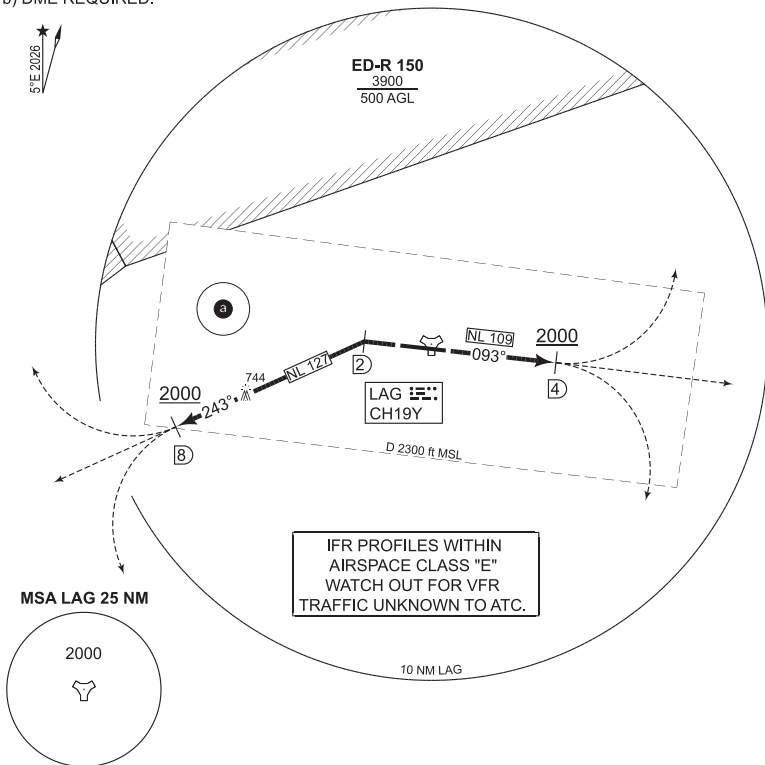 b) DME REQUIRED.
5°E 2026
ED-R 150
3900
500 AGL
a
NL 109
2000
093°
2
4
NL 127
744
2000
243°
8
LAG
CH19Y
D 2300 ft MSL
IFR PROFILES WITHIN
AIRSPACE CLASS "E"
WATCH OUT FOR VFR
TRAFFIC UNKNOWN TO ATC.
MSA LAG 25 NM
2000
10 NM LAG